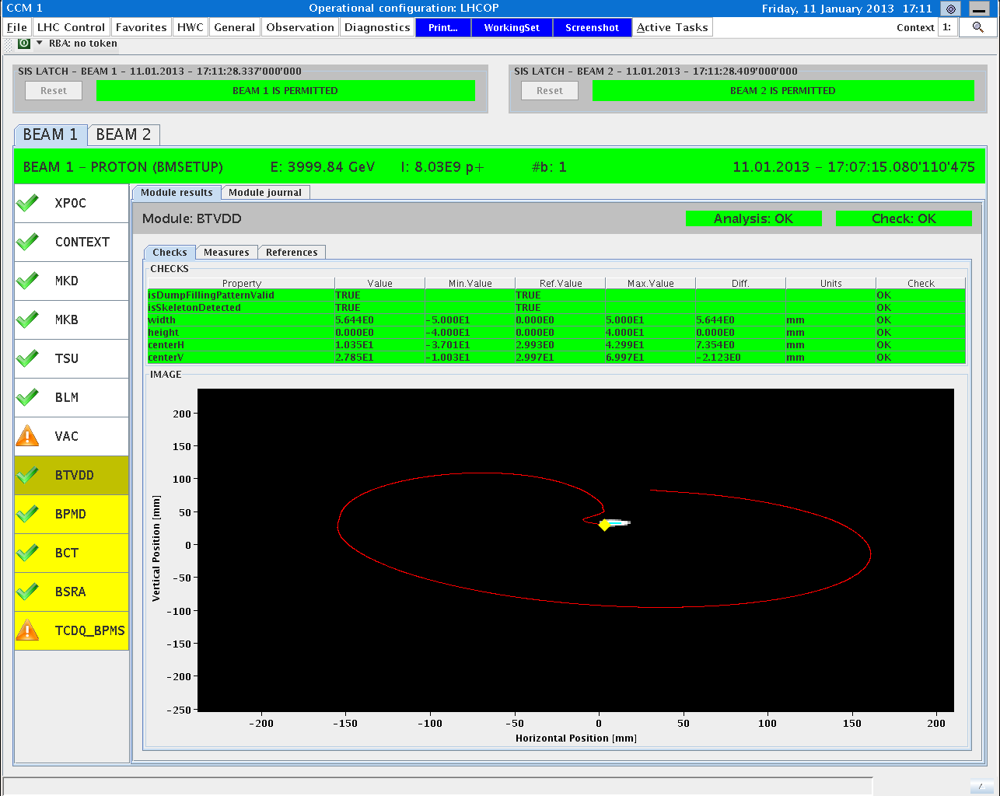 CCM 1 Operational configuration: LHCOP Friday, 11 January 2013 17:11
File LHC Control Favorites HWC General Observation Diagnostics Print... WorkingSet Screenshot Active Tasks Context 1:
RBA: no token
SIS LATCH - BEAM 1 - 11.01.2013 - 17:11:28.337'000'000 SIS LATCH - BEAM 2 - 11.01.2013 - 17:11:28.409'000'000
Reset BEAM 1 IS PERMITTED Reset BEAM 2 IS PERMITTED
BEAM 1 BEAM 2
BEAM 1 - PROTON (BMSETUP) E: 3999.84 GeV I: 8.03E9 p+ #b: 1 11.01.2013 - 17:07:15.080'110'475
XPOC
CONTEXT
MKD
MKB
TSU
BLM
VAC
BTVDD
BPMD
BCT
BSRA
TCDQ_BPMS
Module results Module journal
Module: BTVDD Analysis: OK Check: OK
Checks Measures References
CHECKS
Property Value Min.Value Ref.Value Max.Value Diff. Units Check
isDumpFillingPatternValid TRUE TRUE OK
isSkeletonDetected TRUE TRUE OK
width 5.644E0 -5.000E1 0.000E0 5.000E1 5.644E0 mm OK
height 0.000E0 -4.000E1 0.000E0 4.000E1 0.000E0 mm OK
centerH 1.035E1 -3.701E1 2.993E0 4.299E1 7.354E0 mm OK
centerV 2.785E1 -1.003E1 2.997E1 6.997E1 -2.123E0 mm OK
IMAGE
200
150
100
50
0
-50
-100
-150
-200
-250
Vertical Position [mm]
-200 -150 -100 -50 0 50 100 150 200
Horizontal Position [mm]